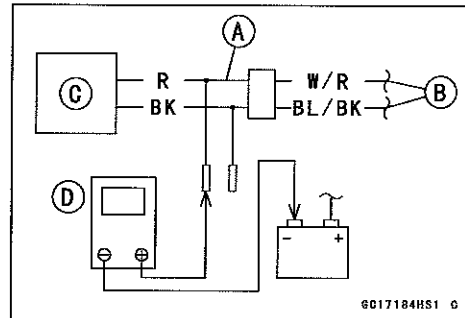 A
R W/R
C B
BK BL/BK
D
- +
⊖ ⊕
GC17184HS1 C